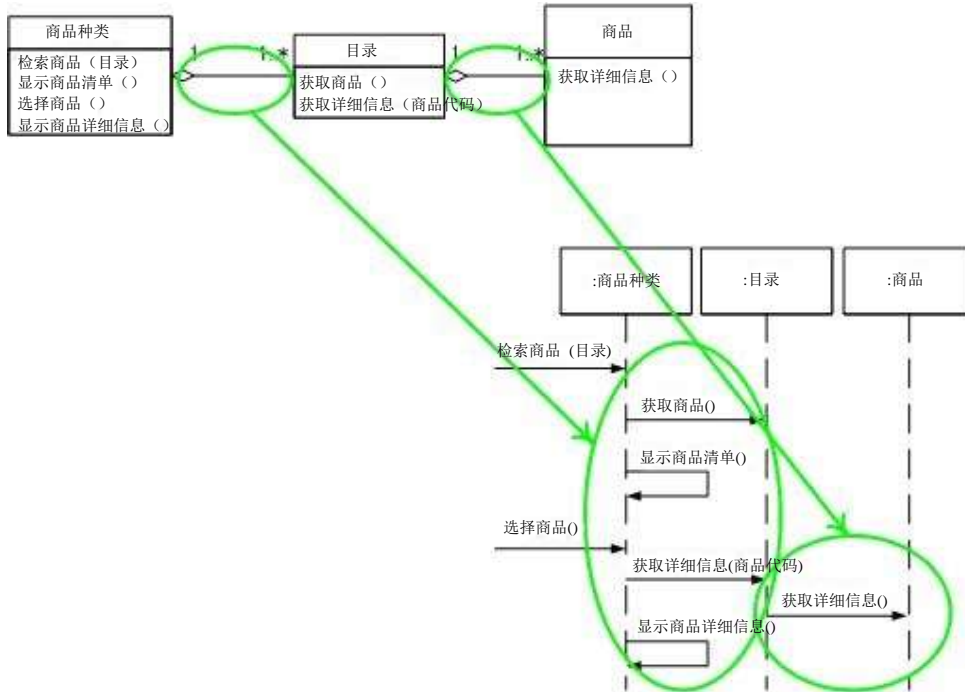 商品种类
检索商品（目录）
显示商品清单（）
选择商品（）
显示商品详细信息（）
1
1..*
目录
获取商品（）
获取详细信息（商品代码）
1
1..*
商品
获取详细信息（）
:商品种类
:目录
:商品
检索商品 (目录)
获取商品()
显示商品清单()
选择商品()
获取详细信息(商品代码)
获取详细信息()
显示商品详细信息()